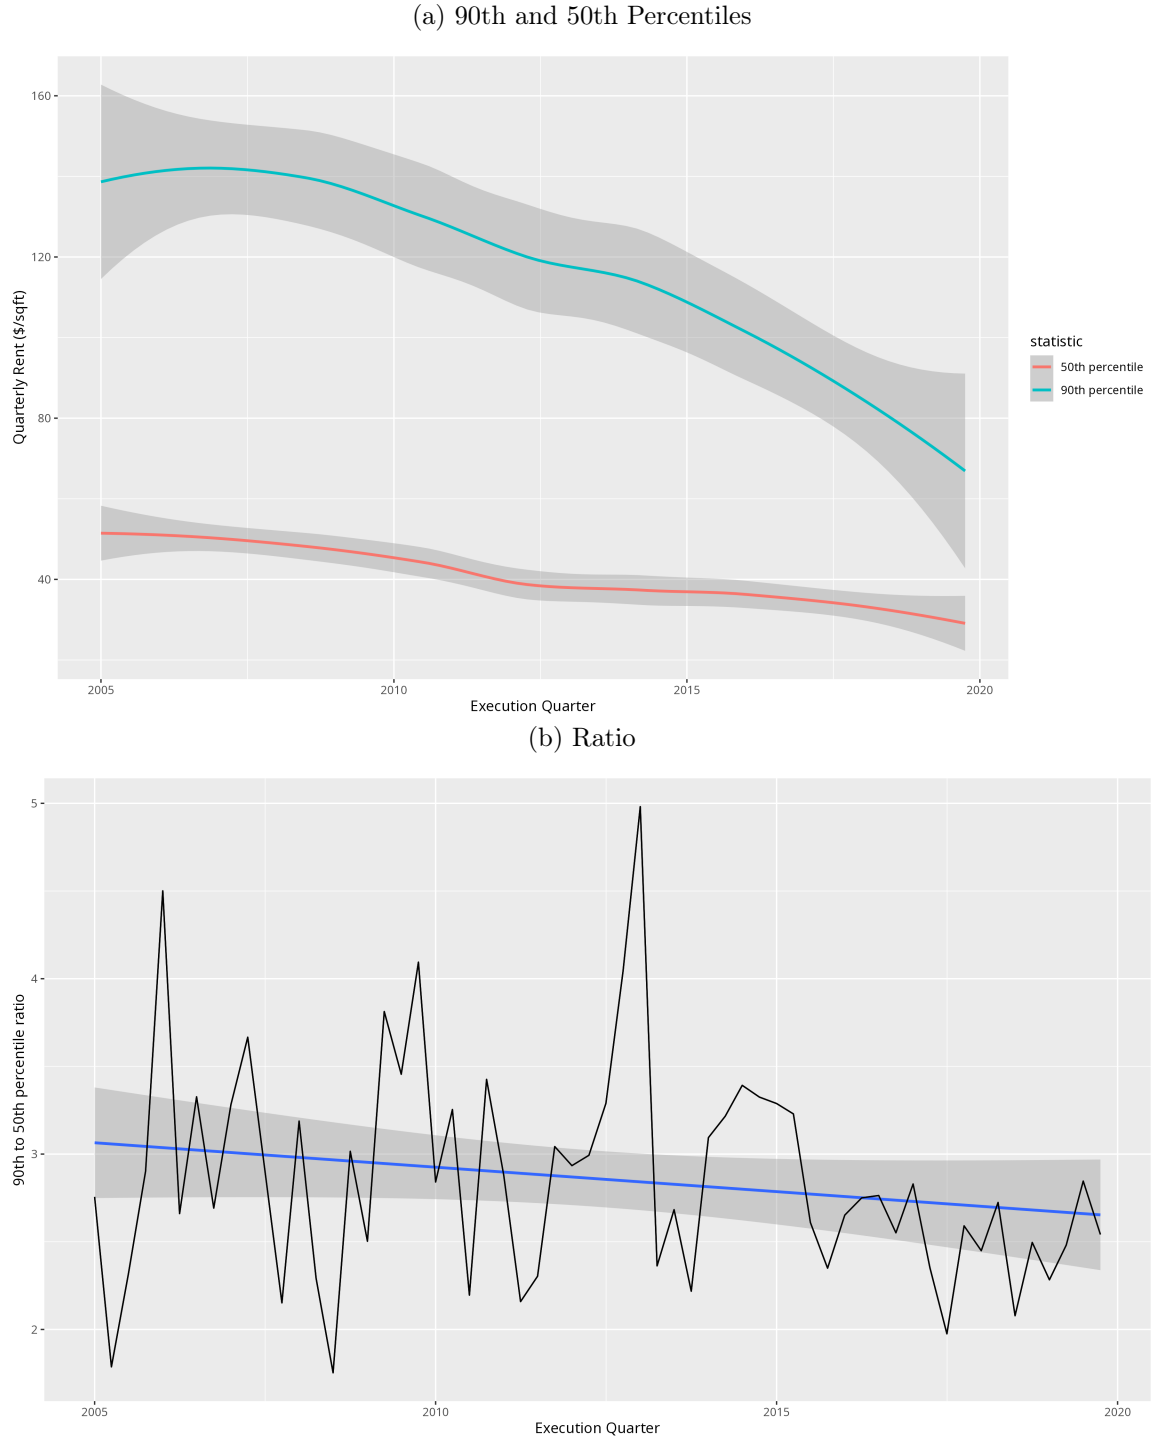 (a) 90th and 50th Percentiles
160
120
80
40
Quarterly Rent ($/sqft)
2005
2010
2015
2020
Execution Quarter
statistic
50th percentile
90th percentile
(b) Ratio
5
4
3
2
90th to 50th percentile ratio
2005
2010
2015
2020
Execution Quarter